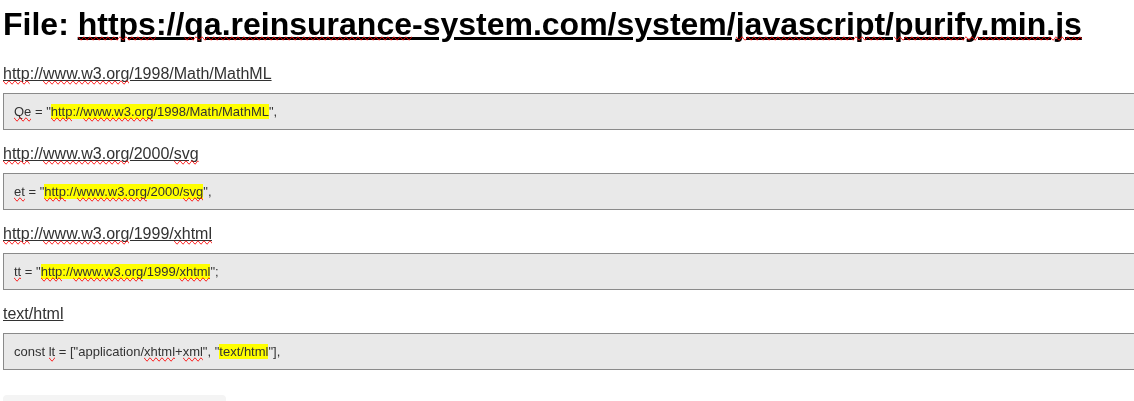 File: https://qa.reinsurance-system.com/system/javascript/purify.min.js
http://www.w3.org/1998/Math/MathML
Qe = "http://www.w3.org/1998/Math/MathML",
http://www.w3.org/2000/svg
et = "http://www.w3.org/2000/svg",
http://www.w3.org/1999/xhtml
tt = "http://www.w3.org/1999/xhtml";
text/html
const lt = ["application/xhtml+xml", "text/html"],